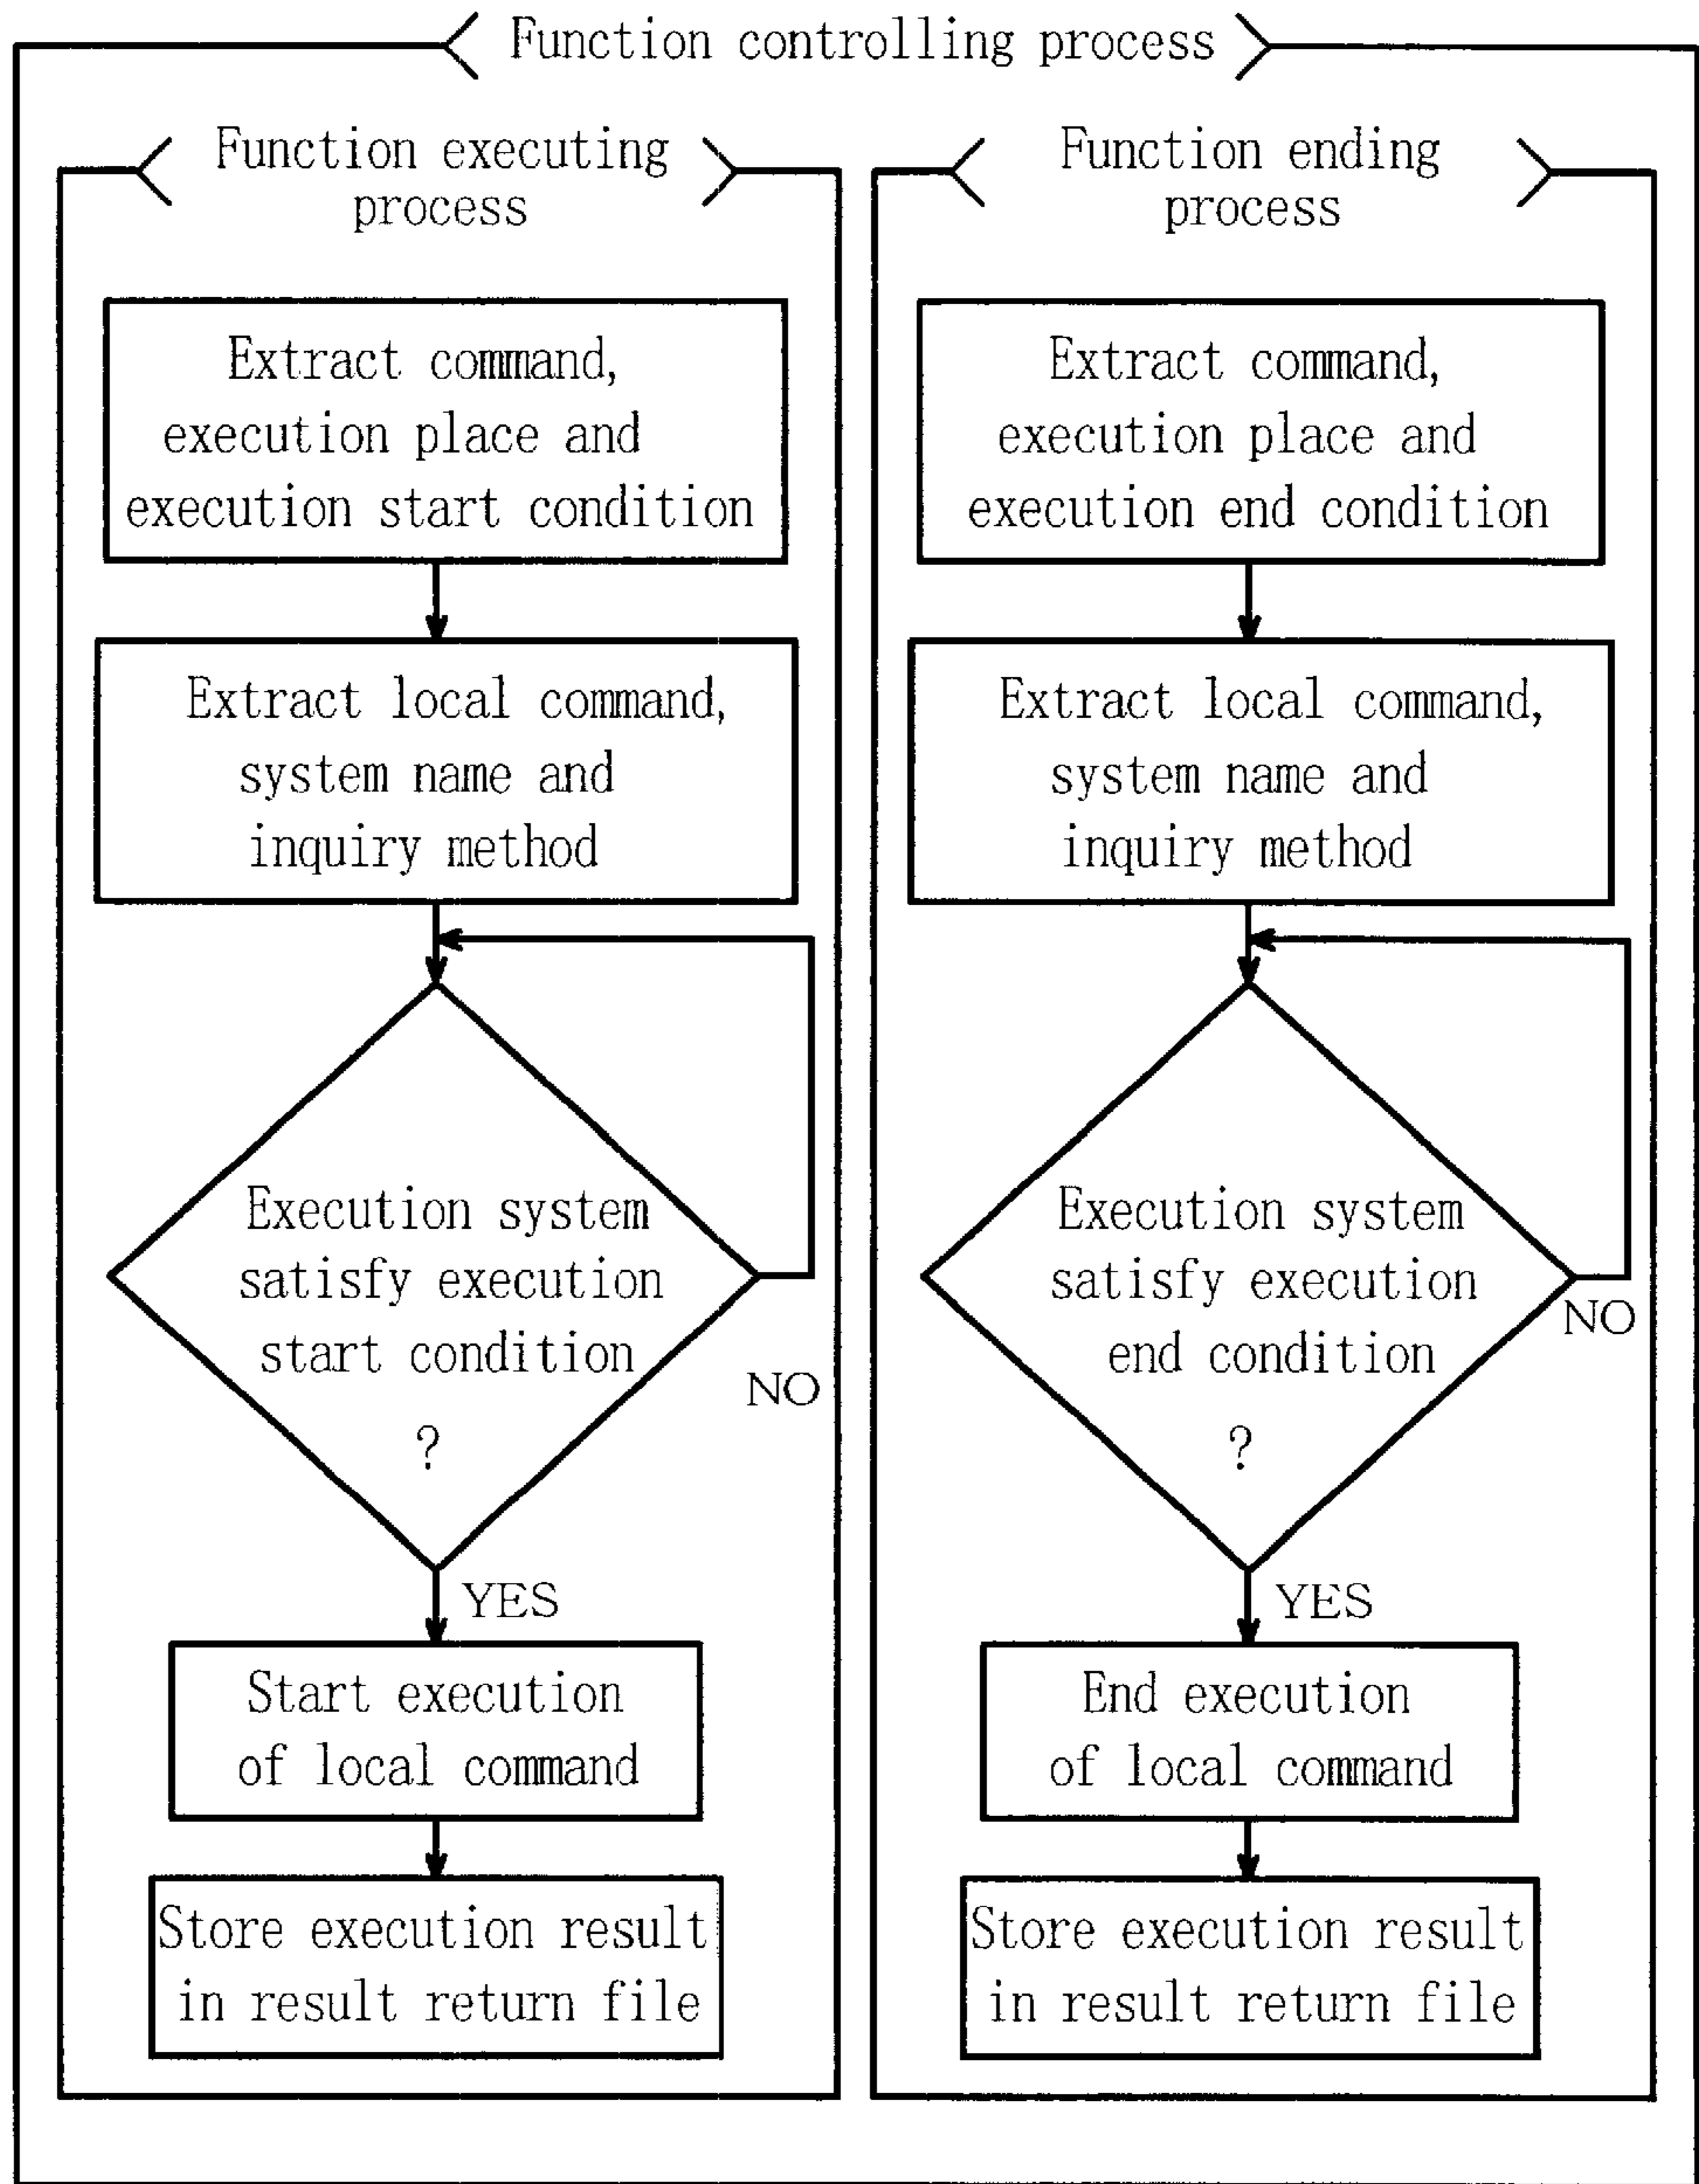 Function controlling process
Function executing
process
Extract command,
execution place and
execution start condition
Extract local command,
system name and
inquiry method
Execution system
satisfy execution
start condition
?
NO
YES
Start execution
of local command
Store execution result
in result return file
Function ending
process
Extract command,
execution place and
execution end condition
Extract local command,
system name and
inquiry method
Execution system
satisfy execution
end condition
?
NO
YES
End execution
of local command
Store execution result
in result return file